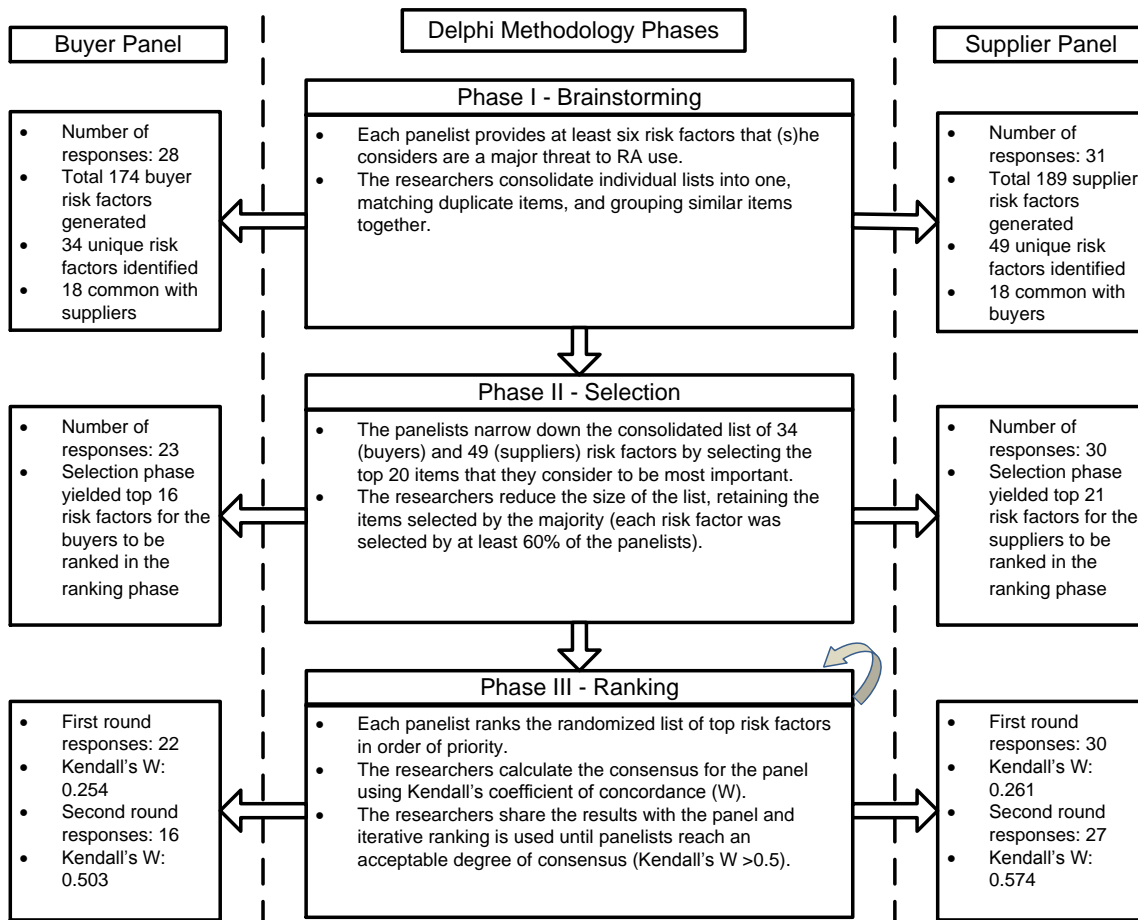 Delphi Methodology Phases
Buyer Panel
Supplier Panel
Phase I - Brainstorming
• Each panelist provides at least six risk factors that (s)he
considers are a major threat to RA use.
• The researchers consolidate individual lists into one,
matching duplicate items, and grouping similar items
together.
• Number of
responses: 28
• Total 174 buyer
risk factors
generated
• 34 unique risk
factors identified
• 18 common with
suppliers
• Number of
responses: 31
• Total 189 supplier
risk factors
generated
• 49 unique risk
factors identified
• 18 common with
buyers
Phase II - Selection
• The panelists narrow down the consolidated list of 34
(buyers) and 49 (suppliers) risk factors by selecting the
top 20 items that they consider to be most important.
• The researchers reduce the size of the list, retaining the
items selected by the majority (each risk factor was
selected by at least 60% of the panelists).
• Number of
responses: 23
• Selection phase
yielded top 16
risk factors for the
buyers to be
ranked in the
ranking phase
• Number of
responses: 30
• Selection phase
yielded top 21
risk factors for the
suppliers to be
ranked in the
ranking phase
Phase III - Ranking
• Each panelist ranks the randomized list of top risk factors
in order of priority.
• The researchers calculate the consensus for the panel
using Kendall’s coefficient of concordance (W).
• The researchers share the results with the panel and
iterative ranking is used until panelists reach an
acceptable degree of consensus (Kendall’s W >0.5).
• First round
responses: 22
• Kendall’s W:
0.254
• Second round
responses: 16
• Kendall’s W:
0.503
• First round
responses: 30
• Kendall’s W:
0.261
• Second round
responses: 27
• Kendall’s W:
0.574